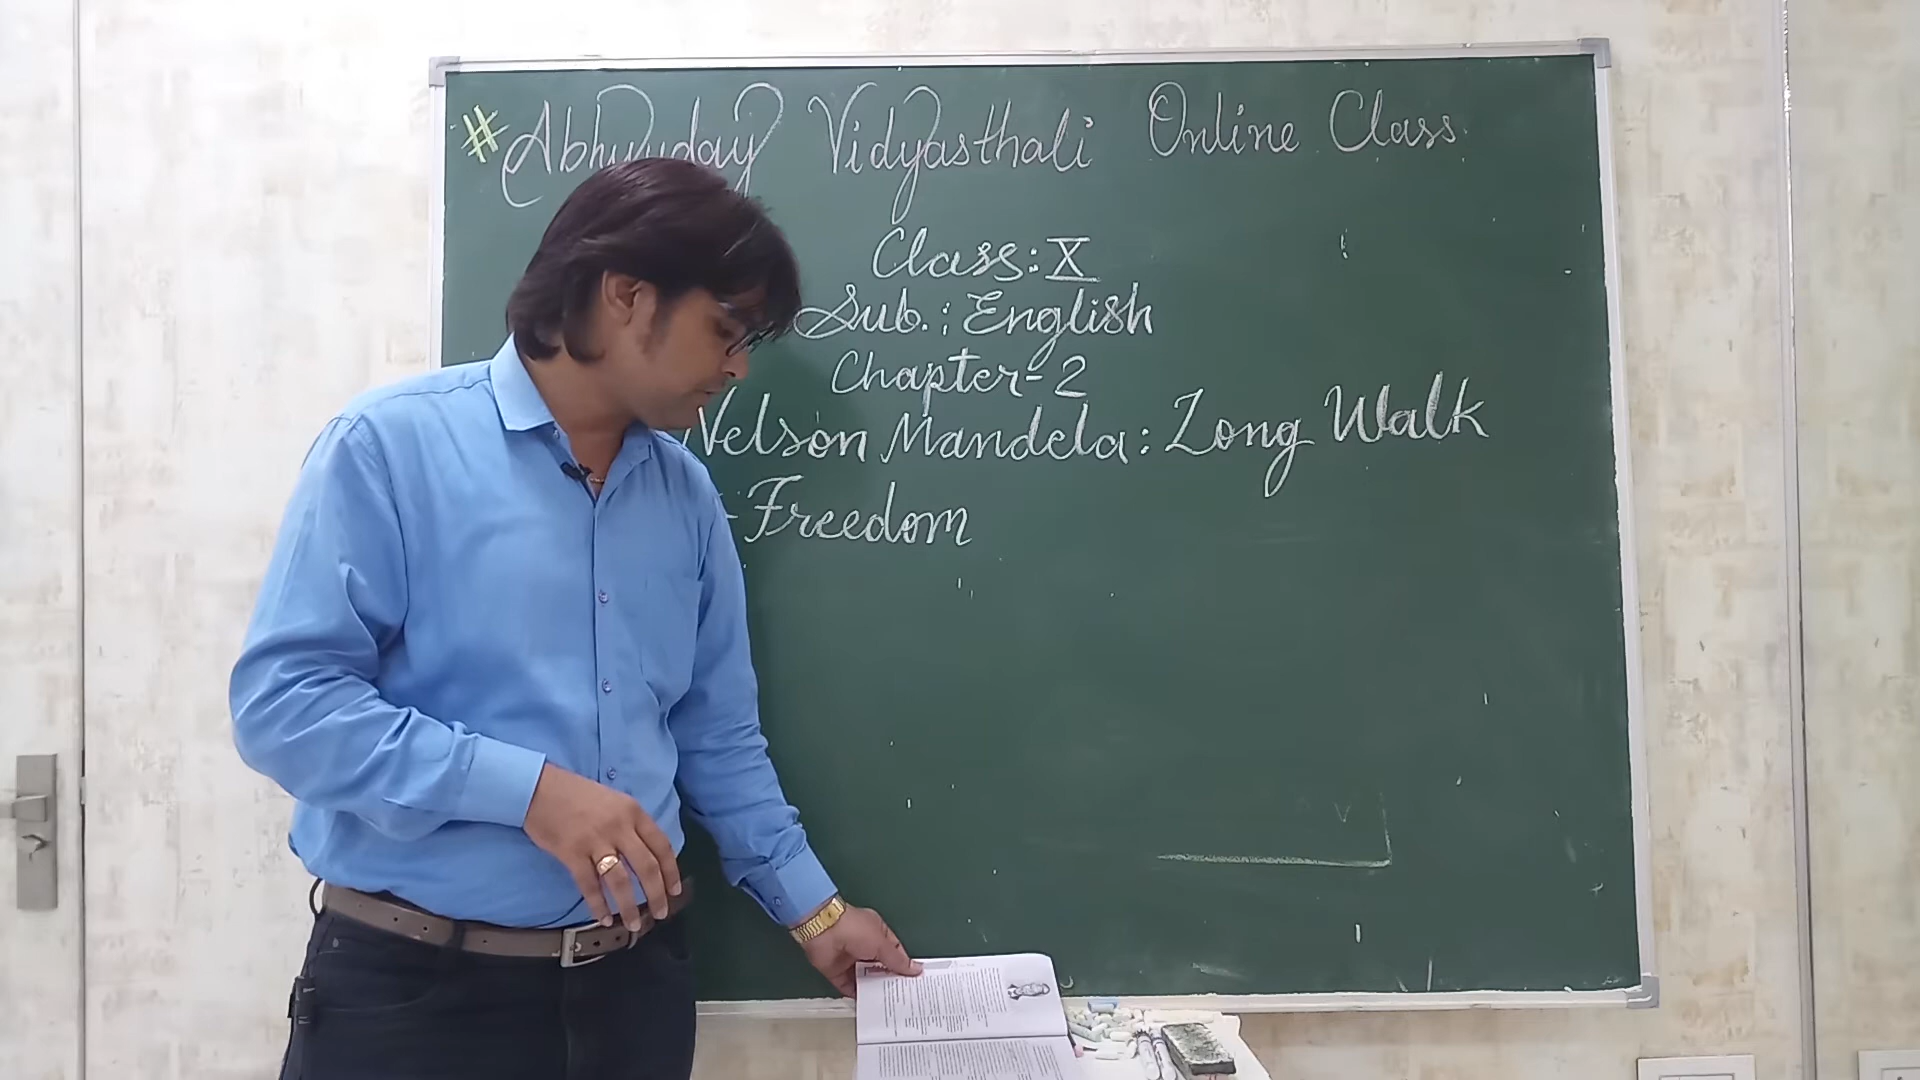 # Abhyuday Vidyasthali Online Class
Class: X
Sub.: English
Chapter-2
Nelson Mandela: Long Walk
Freedom